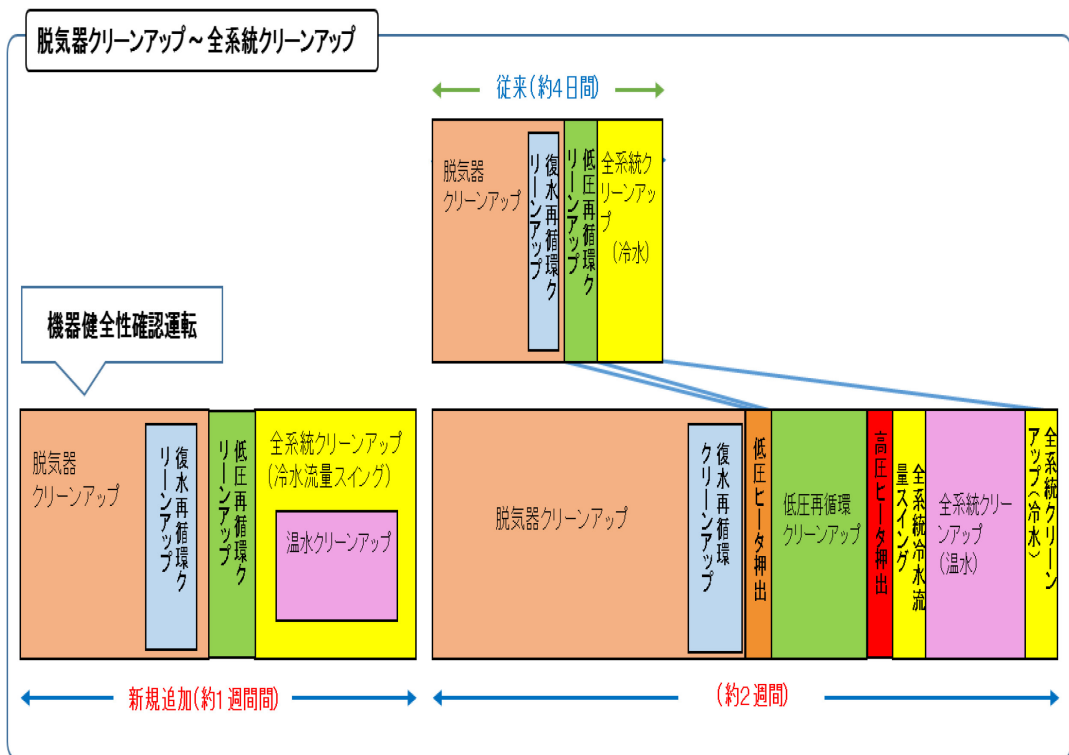 脱気器クリーンアップ～全系統クリーンアップ
従来(約4日間)
脱気器
クリーンアップ
復水再循環ク
リーンアップ
低圧再循環ク
リーンアップ
全系統ク
リーンアッ
プ
(冷水)
機器健全性確認運転
脱気器
クリーンアップ
復水再循環ク
リーンアップ
低圧再循環ク
リーンアップ
全系統クリーンアップ
(冷水流量スイング)
温水クリーンアップ
脱気器クリーンアップ
復水再循環
クリーンアップ
低圧ヒータ押出
低圧再循環
クリーンアップ
高圧ヒータ押出
全系統冷水流
量スイング
全系統クリー
ンアップ
(温水)
全系統クリーン
アップ(冷水)
新規追加(約1週間間)
(約2週間)